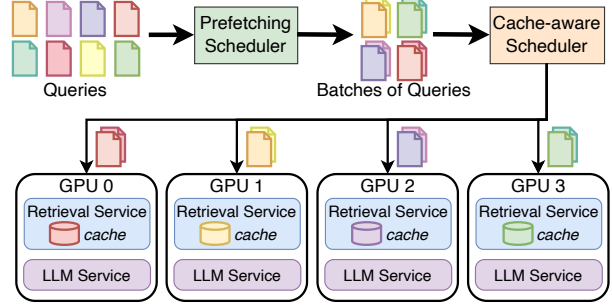 Prefetching
Scheduler
Cache-aware
Scheduler
Queries
Batches of Queries
GPU 0
GPU 1
GPU 2
GPU 3
Retrieval Service
cache
Retrieval Service
cache
Retrieval Service
cache
Retrieval Service
cache
LLM Service
LLM Service
LLM Service
LLM Service